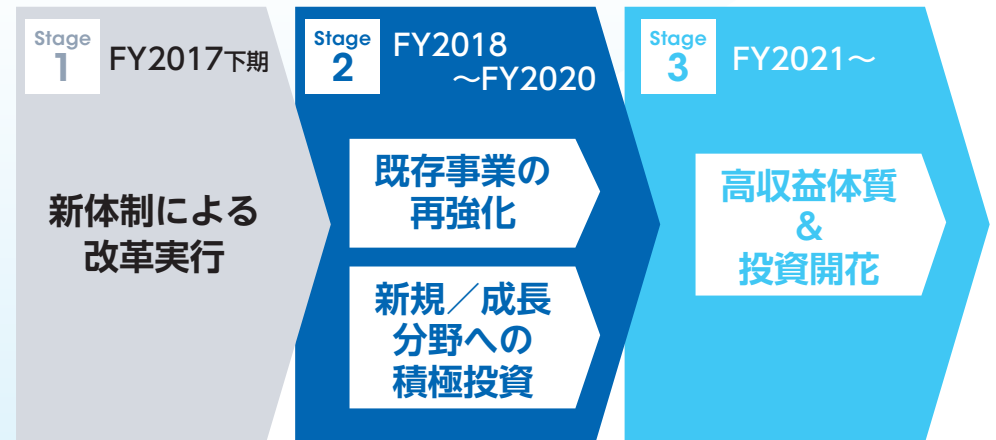 Stage
1
FY2017下期
新体制による
改革実行
Stage
2
FY2018
～FY2020
既存事業の
再強化
新規／成長
分野への
積極投資
Stage
3
FY2021～
高収益体質
&
投資開花